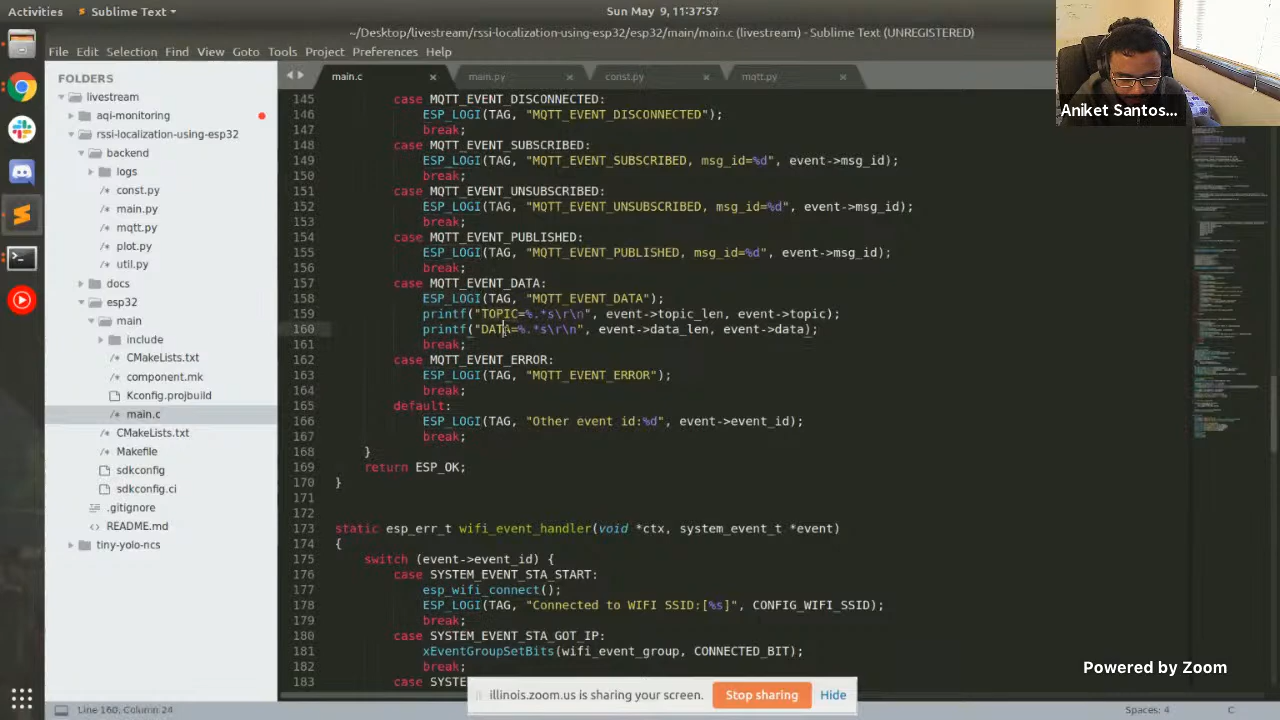 Activities
Sublime Text
Sun May 9, 11:37:57
~/Desktop/livestream/rssi-localization-using-esp32/esp32/main/main.c (livestream) - Sublime Text (UNREGISTERED)
File Edit Selection Find View Goto Tools Project Preferences Help
FOLDERS
livestream
aqi-monitoring
rssi-localization-using-esp32
backend
logs
const.py
main.py
mqtt.py
plot.py
util.py
docs
esp32
main
include
CMakeLists.txt
component.mk
Kconfig.projbuild
main.c
CMakeLists.txt
Makefile
sdkconfig
sdkconfig.ci
.gitignore
README.md
tiny-yolo-ncs
main.c main.py const.py mqtt.py
145 case MQTT_EVENT_DISCONNECTED:
146 ESP_LOGI(TAG, "MQTT_EVENT_DISCONNECTED");
147 break;
148 case MQTT_EVENT_SUBSCRIBED:
149 ESP_LOGI(TAG, "MQTT_EVENT_SUBSCRIBED, msg_id=%d", event->msg_id);
150 break;
151 case MQTT_EVENT_UNSUBSCRIBED:
152 ESP_LOGI(TAG, "MQTT_EVENT_UNSUBSCRIBED, msg_id=%d", event->msg_id);
153 break;
154 case MQTT_EVENT_PUBLISHED:
155 ESP_LOGI(TAG, "MQTT_EVENT_PUBLISHED, msg_id=%d", event->msg_id);
156 break;
157 case MQTT_EVENT_DATA:
158 ESP_LOGI(TAG, "MQTT_EVENT_DATA");
159 printf("TOPIC=%.*s\r\n", event->topic_len, event->topic);
160 printf("DATA=%.*s\r\n", event->data_len, event->data);
161 break;
162 case MQTT_EVENT_ERROR:
163 ESP_LOGI(TAG, "MQTT_EVENT_ERROR");
164 break;
165 default:
166 ESP_LOGI(TAG, "Other event id:%d", event->event_id);
167 break;
168 }
169 return ESP_OK;
170 }
171
172
173 static esp_err_t wifi_event_handler(void *ctx, system_event_t *event)
174 {
175 switch (event->event_id) {
176 case SYSTEM_EVENT_STA_START:
177 esp_wifi_connect();
178 ESP_LOGI(TAG, "Connected to WIFI SSID:[%s]", CONFIG_WIFI_SSID);
179 break;
180 case SYSTEM_EVENT_STA_GOT_IP:
181 xEventGroupSetBits(wifi_event_group, CONNECTED_BIT);
182 break;
183 case SYSTE
Aniket Santos...
Powered by Zoom
illinois.zoom.us is sharing your screen. Stop sharing Hide
Line 160, Column 24
Spaces: 4
C